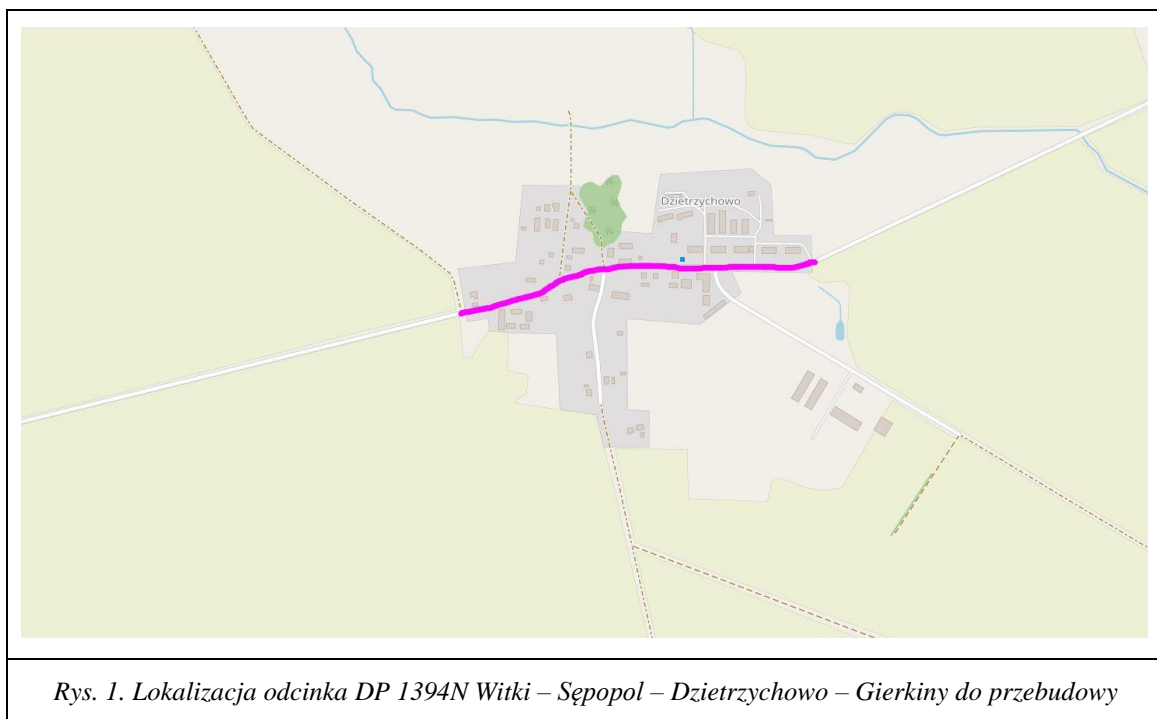 Dzietrzychowo
Rys. 1. Lokalizacja odcinka DP 1394N Witki – Sępopol – Dzietrzychowo – Gierkiny do przebudowy